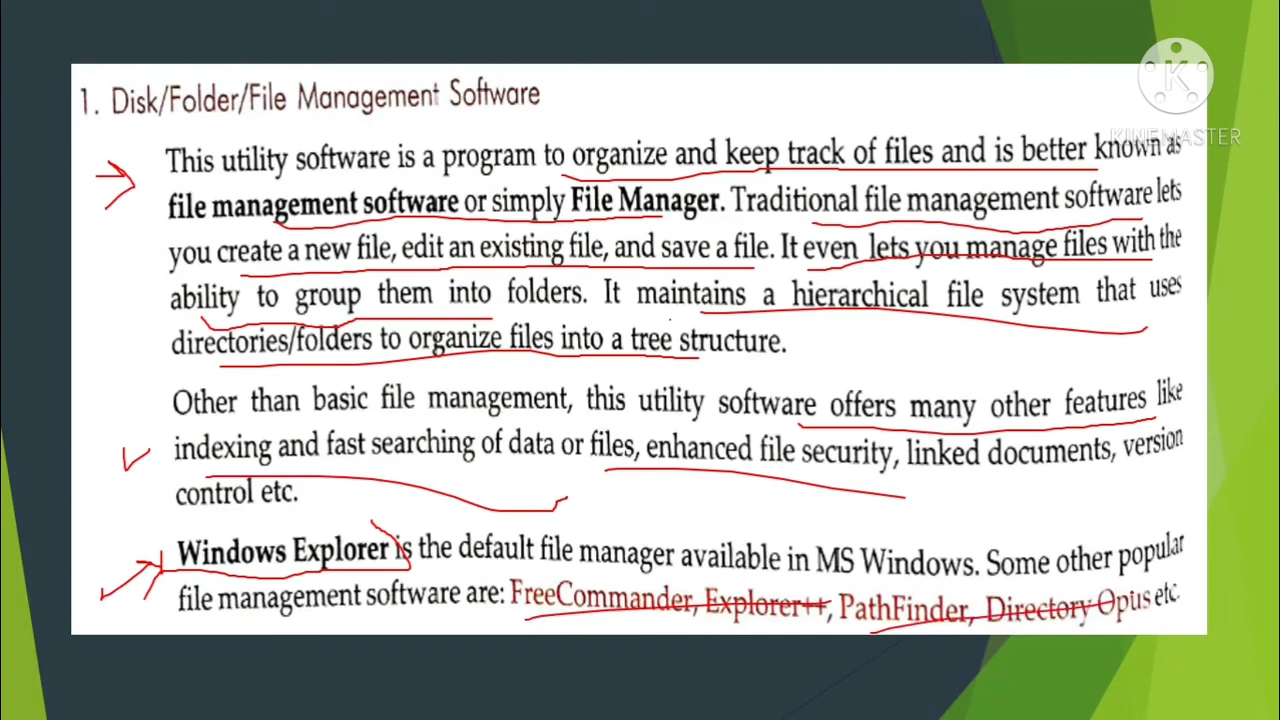 1. Disk/Folder/File Management Software
K
KINEMASTER
This utility software is a program to organize and keep track of files and is better known as
file management software or simply File Manager. Traditional file management software lets
you create a new file, edit an existing file, and save a file. It even lets you manage files with the
ability to group them into folders. It maintains a hierarchical file system that uses
directories/folders to organize files into a tree structure.
Other than basic file management, this utility software offers many other features like
indexing and fast searching of data or files, enhanced file security, linked documents, version
control etc.
Windows Explorer is the default file manager available in MS Windows. Some other popular
file management software are: FreeCommander, Explorer++, PathFinder, Directory Opus etc.